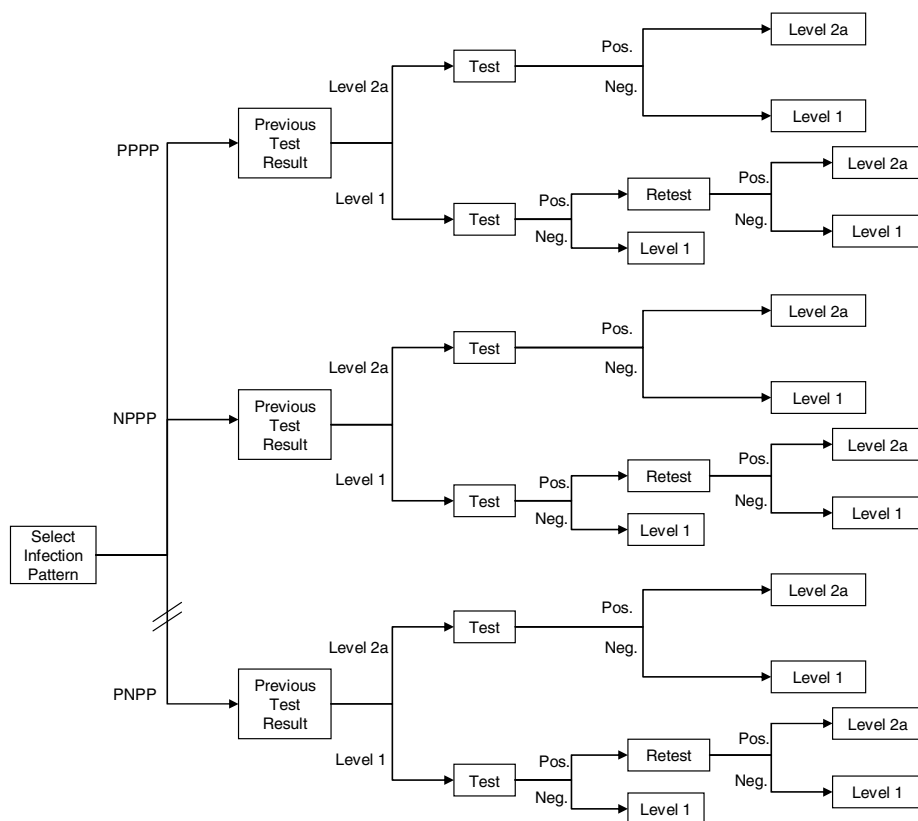 Level 2a
Pos.
Test
Neg.
Level 2a
Level 1
Previous
Test
Result
PPPP
Level 2a
Pos.
Pos.
Retest
Level 1
Test
Neg.
Neg.
Level 1
Level 1
Level 2a
Pos.
Test
Neg.
Level 2a
Level 1
Previous
Test
Result
NPPP
Level 2a
Pos.
Pos.
Retest
Level 1
Test
Neg.
Neg.
Level 1
Level 1
Select
Infection
Pattern
Level 2a
Pos.
Test
Neg.
Level 2a
Level 1
Previous
Test
Result
PNPP
Level 2a
Pos.
Pos.
Retest
Level 1
Test
Neg.
Neg.
Level 1
Level 1